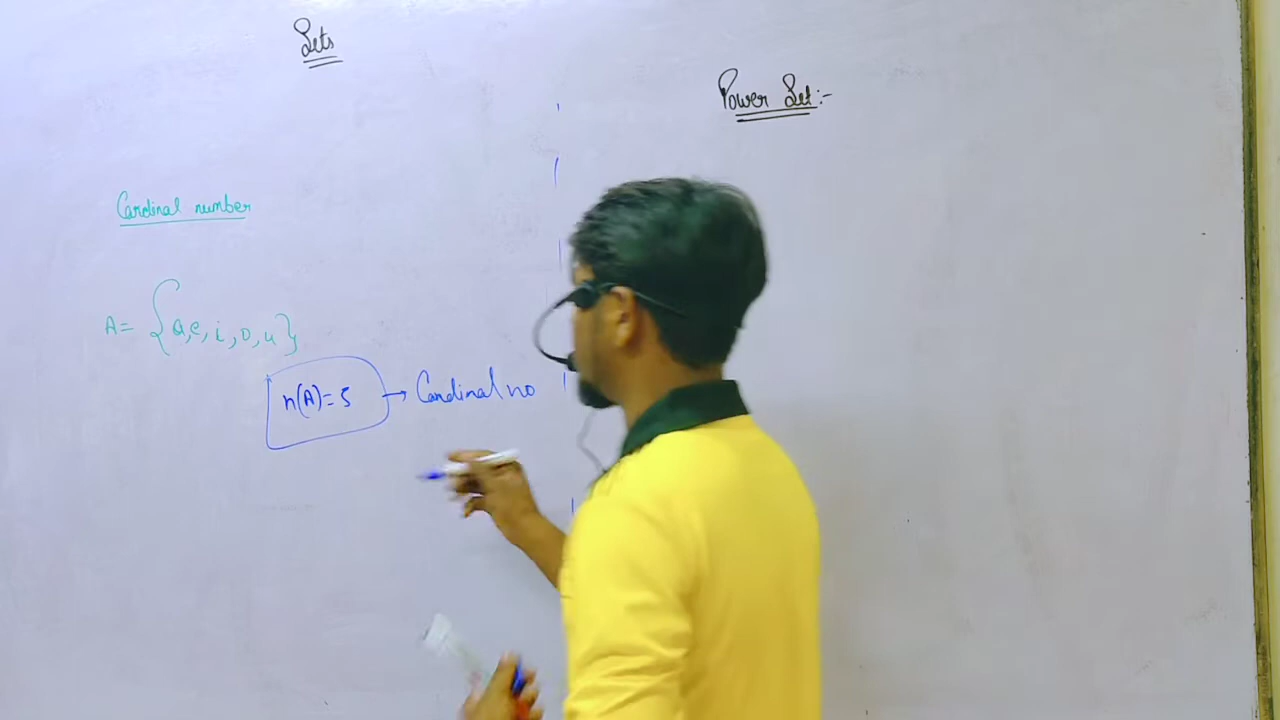 Sets
Power Set:-
Cardinal number
A= {a,e,i,o,u}
n(A)=5 → Cardinal no